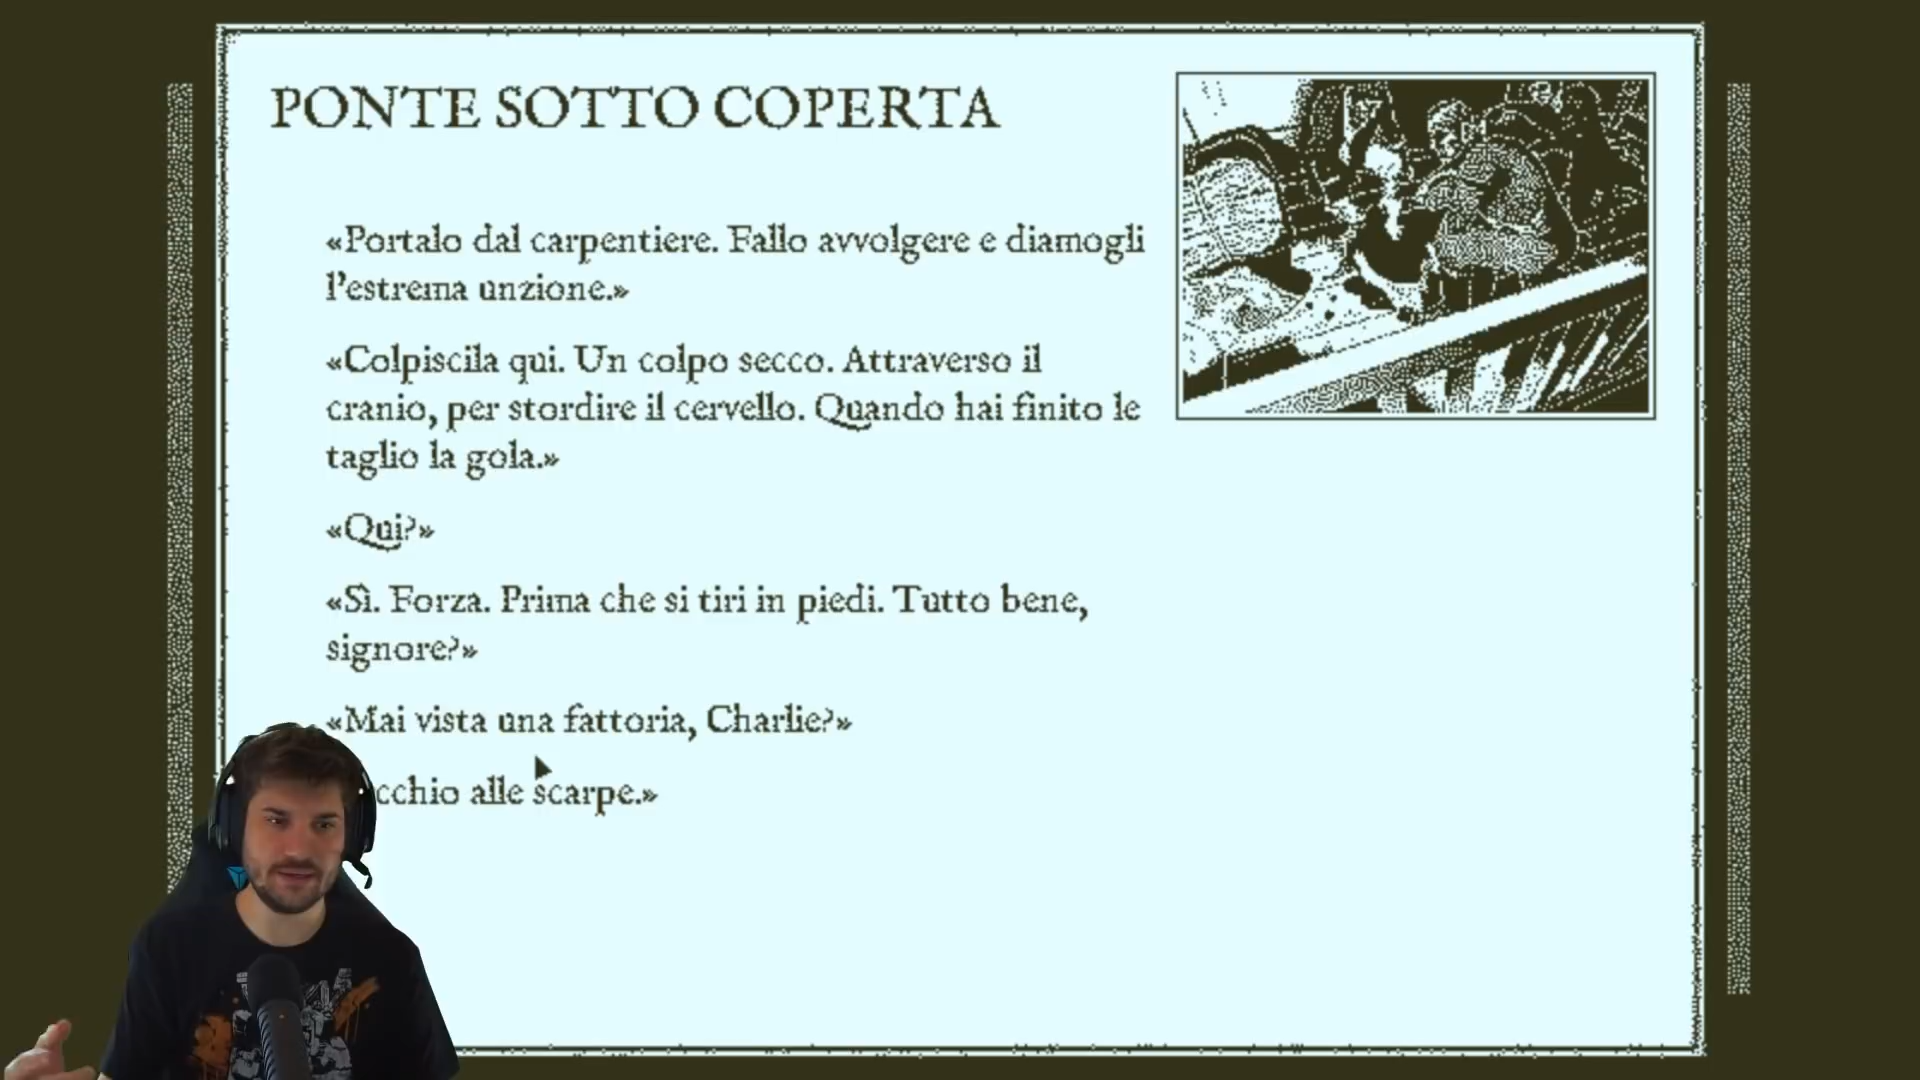 PONTE SOTTO COPERTA
«Portalo dal carpentiere. Fallo avvolgere e diamogli
l'estrema unzione.»
«Colpiscila qui. Un colpo secco. Attraverso il
cranio, per stordire il cervello. Quando hai finito le
taglio la gola.»
«Qui?»
«Sì. Forza. Prima che si tiri in piedi. Tutto bene,
signore?»
«Mai vista una fattoria, Charlie?»
alle scarpe.»